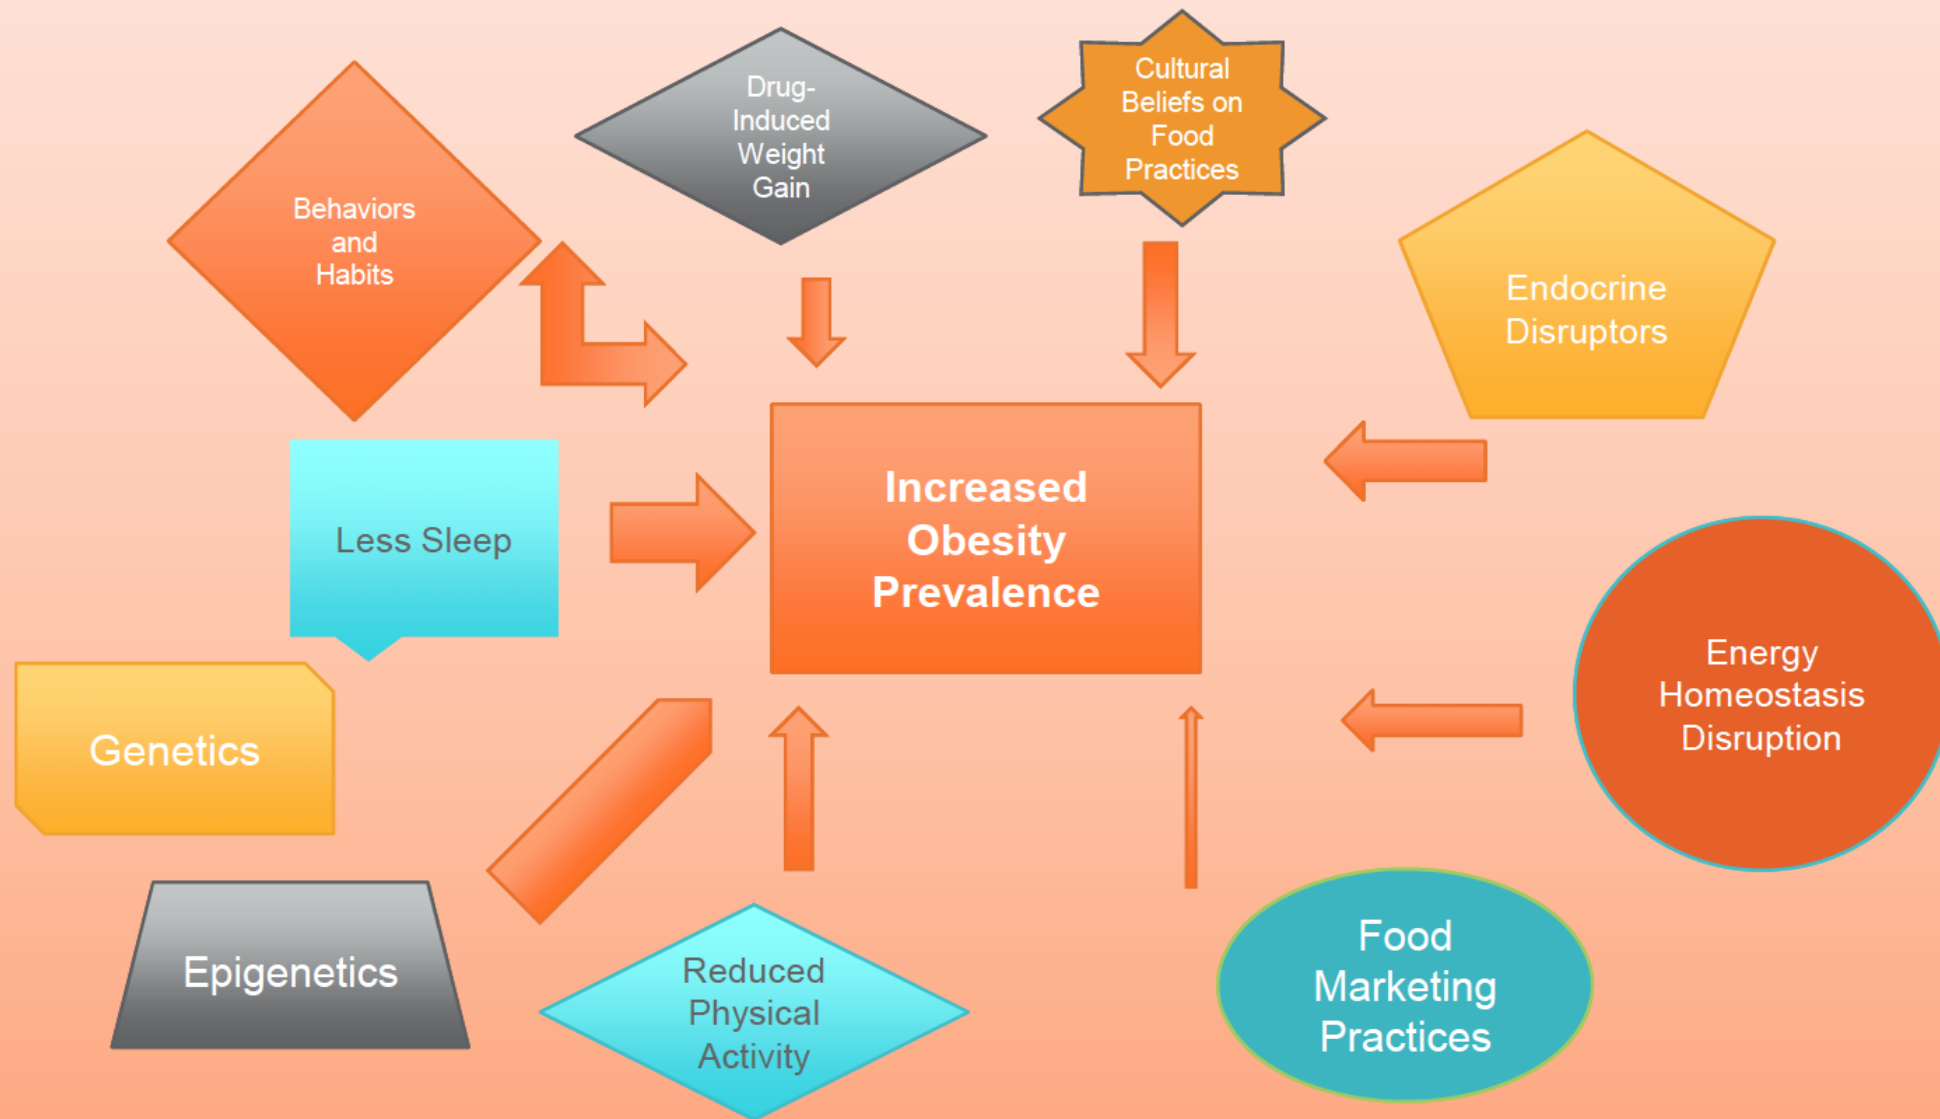 Behaviors
and
Habits
Drug-
Induced
Weight
Gain
Cultural
Beliefs on
Food
Practices
Endocrine
Disruptors
Less Sleep
Increased
Obesity
Prevalence
Energy
Homeostasis
Disruption
Genetics
Epigenetics
Reduced
Physical
Activity
Food
Marketing
Practices